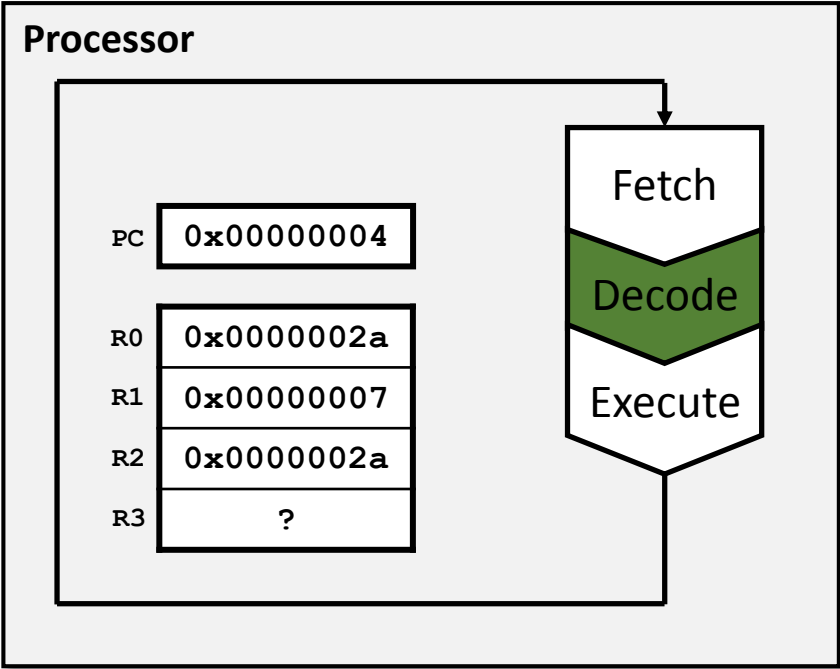 Processor
Fetch
PC 0x00000004
Decode
R0 0x0000002a
R1 0x00000007
Execute
R2 0x0000002a
R3 ?